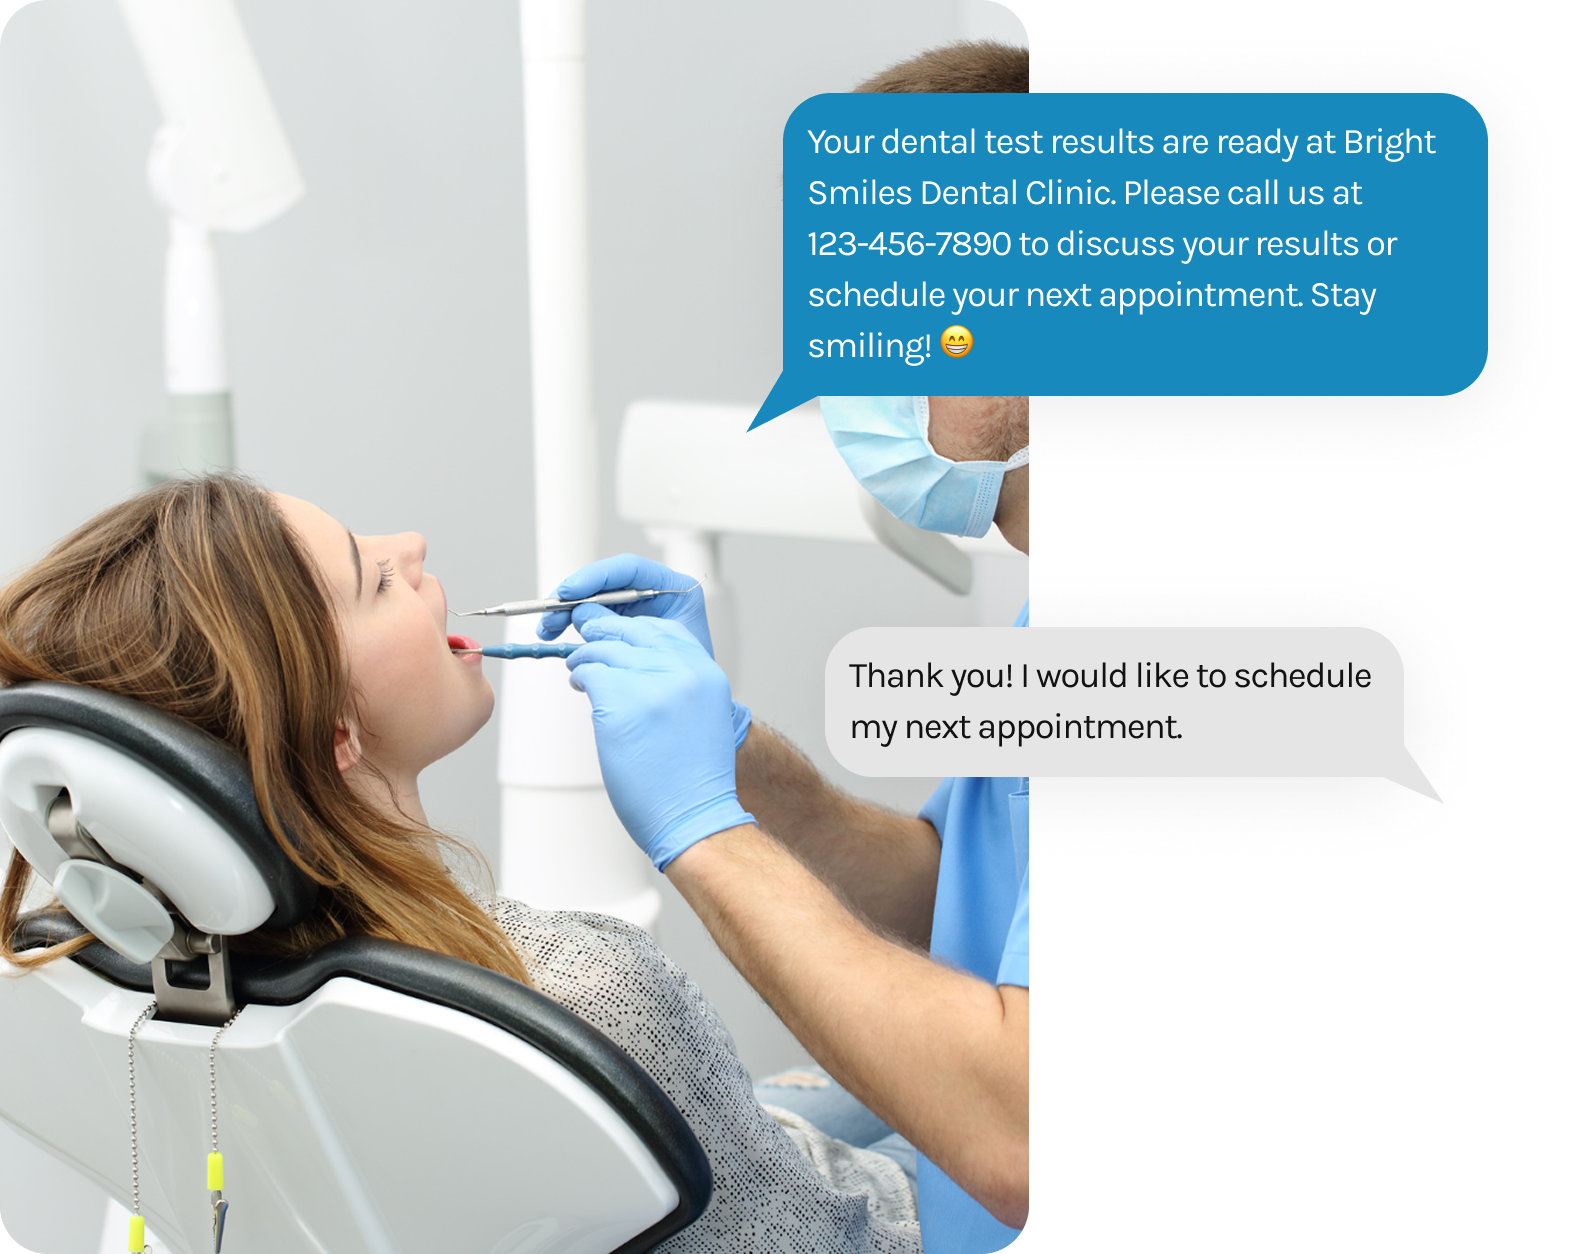 Your dental test results are ready at Bright
Smiles Dental Clinic. Please call us at
123-456-7890 to discuss your results or
schedule your next appointment. Stay
smiling! 😁
Thank you! I would like to schedule
my next appointment.